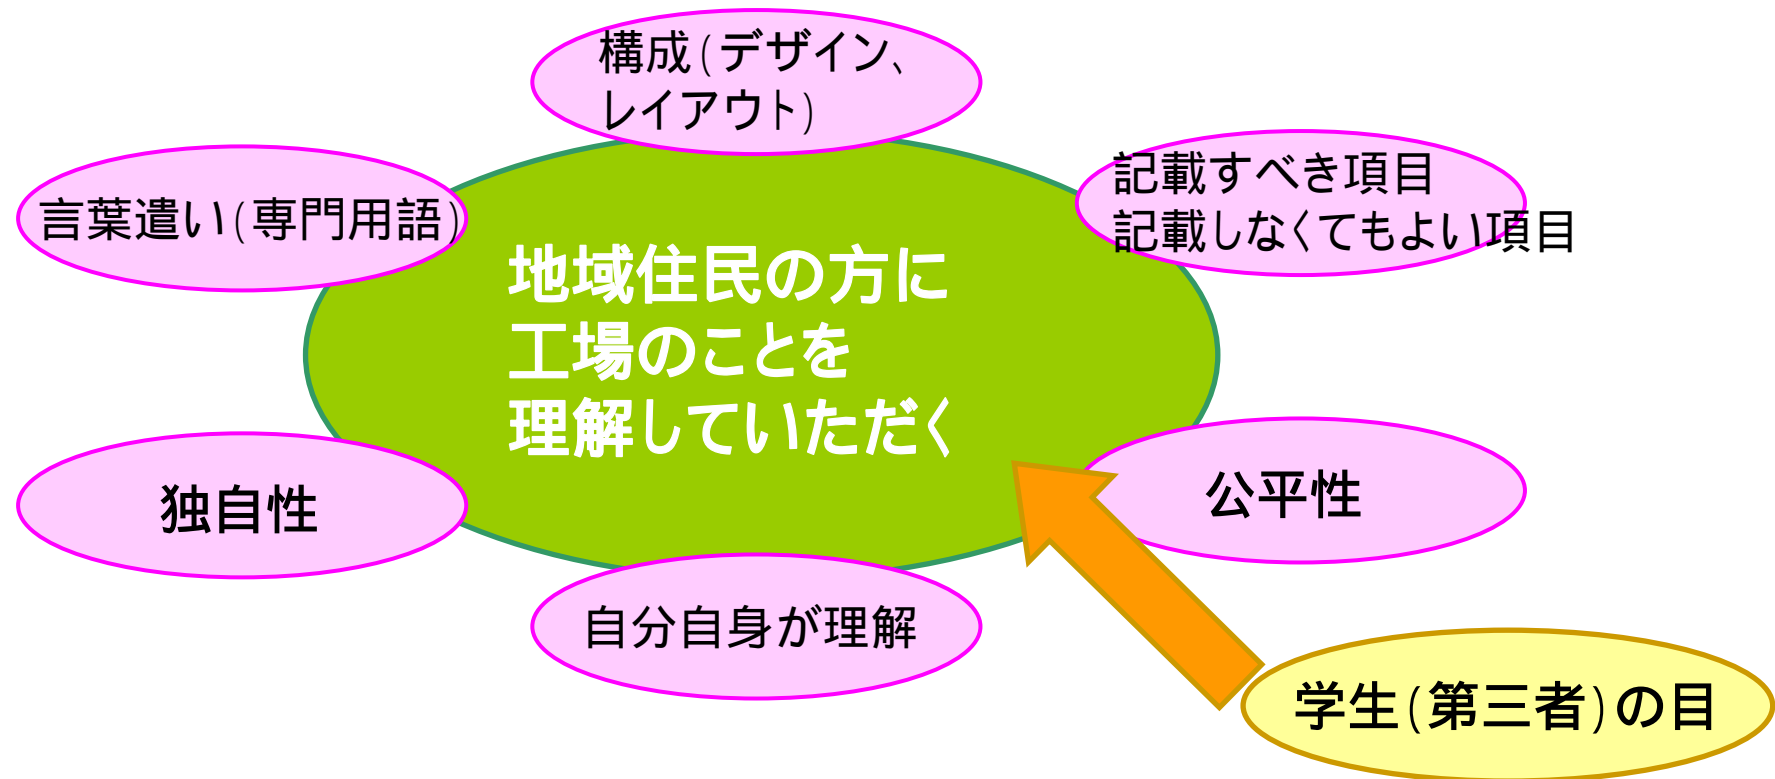 構成(デザイン、
レイアウト)
記載すべき項目
記載しなくてもよい項目
言葉遣い(専門用語)
地域住民の方に
工場のことを
理解していただく
独自性
公平性
自分自身が理解
学生(第三者)の目